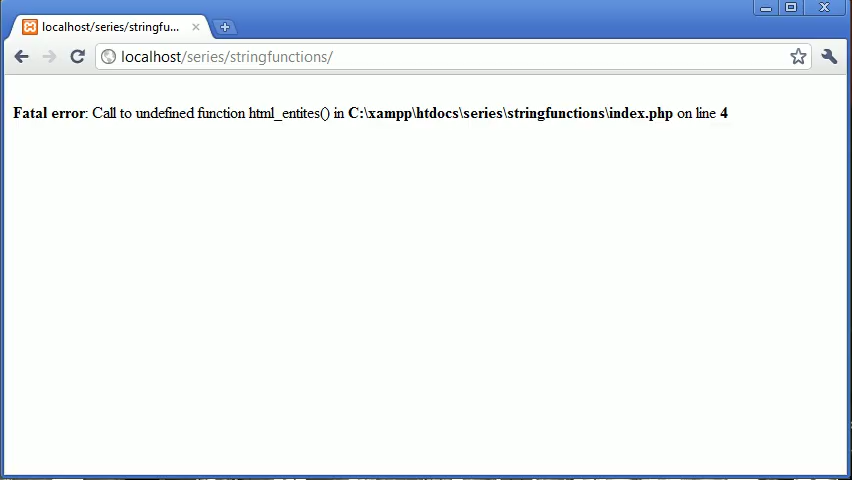 localhost/series/stringfu...
localhost/series/stringfunctions/
Fatal error: Call to undefined function html_entites() in C:\xampp\htdocs\series\stringfunctions\index.php on line 4